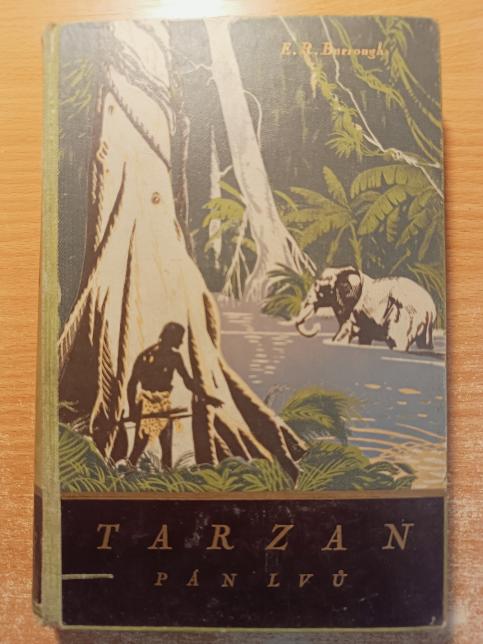 E. R. Burrough
TARZAN
PÁN LVŮ